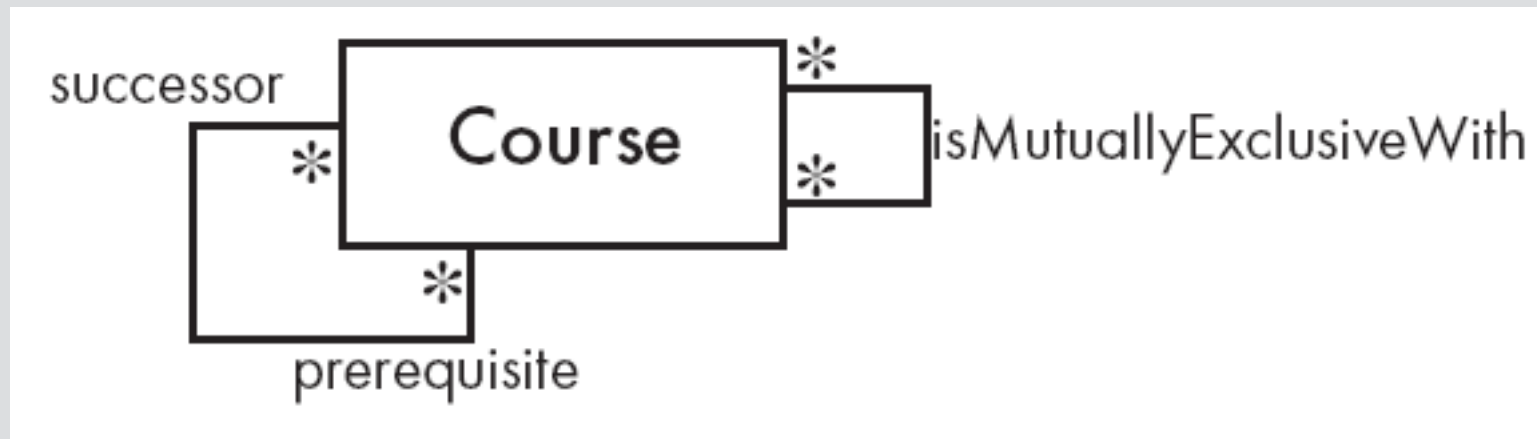 successor
*
Course
*
isMutuallyExclusiveWith
*
*
prerequisite